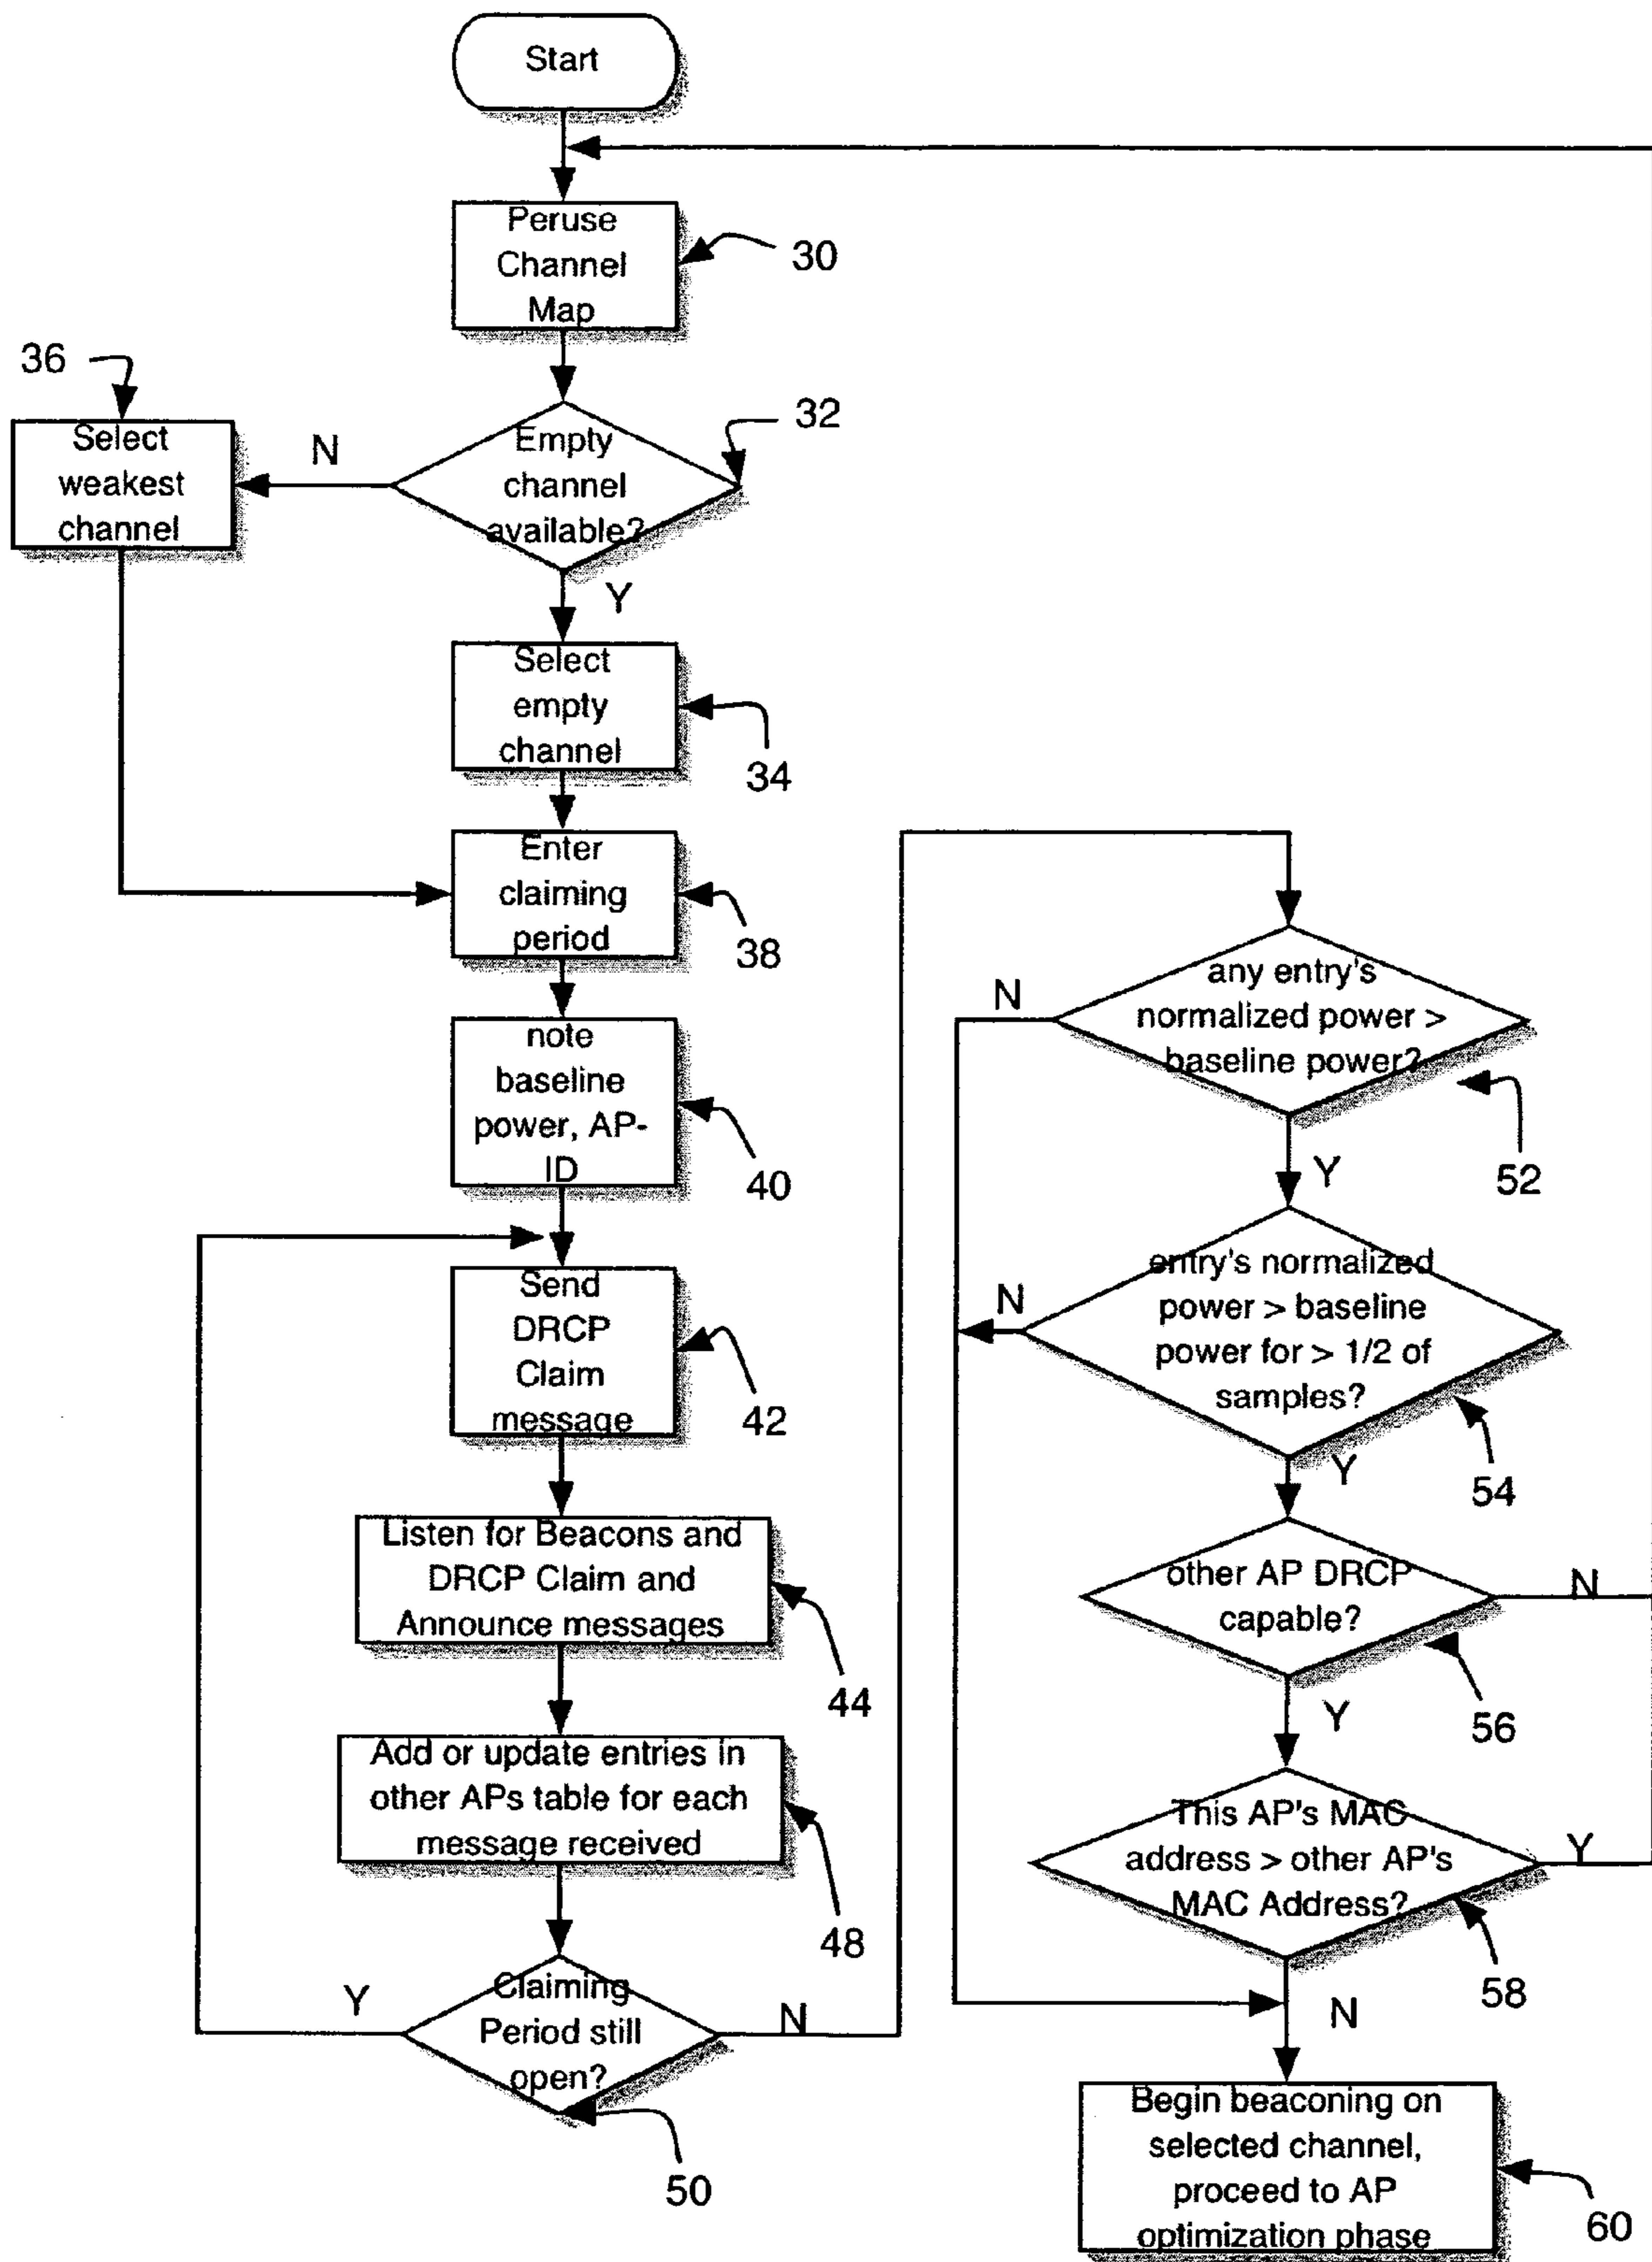 Start
Peruse
Channel
Map
30
36
Select
weakest
channel
N
Empty
channel
available?
32
Y
Select
empty
channel
34
Enter
claiming
period
38
note
baseline
power, AP-
ID
40
Send
DRCP
Claim
message
42
Listen for Beacons and
DRCP Claim and
Announce messages
44
Add or update entries in
other APs table for each
message received
48
Y
Claiming
Period still
open?
N
50
N
any entry's
normalized power >
baseline power?
52
Y
N
entry's normalized
power > baseline
power for > 1/2 of
samples?
54
Y
other AP DRCP
capable?
N
56
Y
This AP's MAC
address > other AP's
MAC Address?
Y
58
N
Begin beaconing on
selected channel,
proceed to AP
optimization phase
60